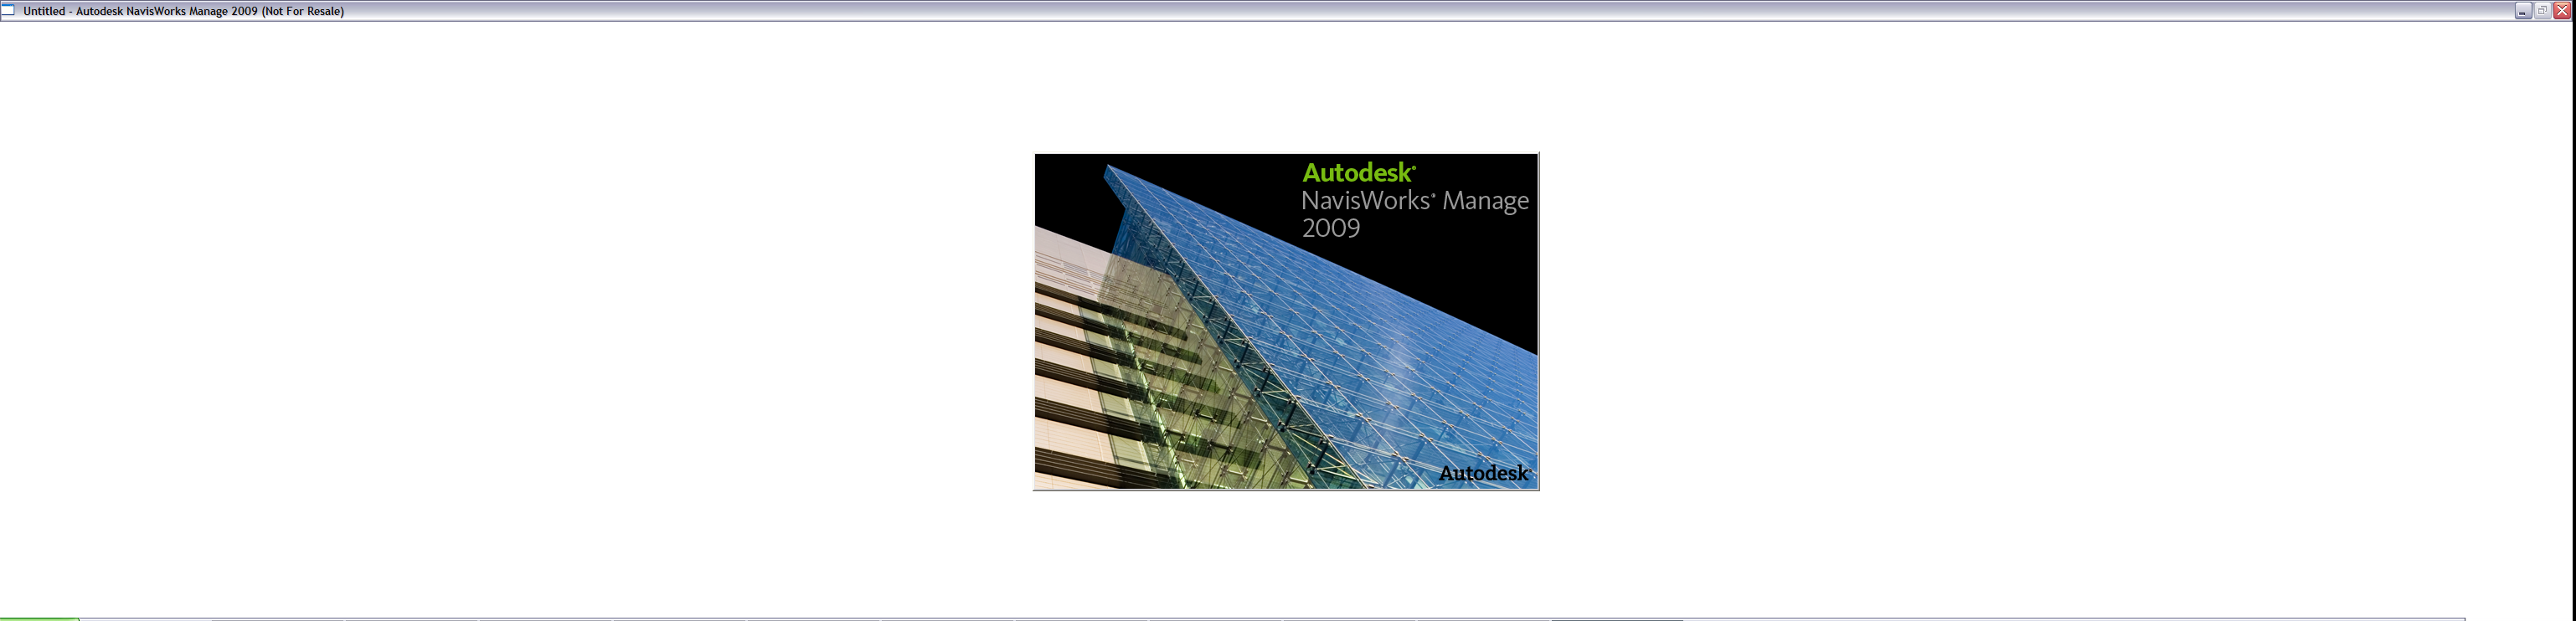 Untitled - Autodesk NavisWorks Manage 2009 (Not For Resale)
Autodesk®
NavisWorks® Manage
2009
Autodesk®